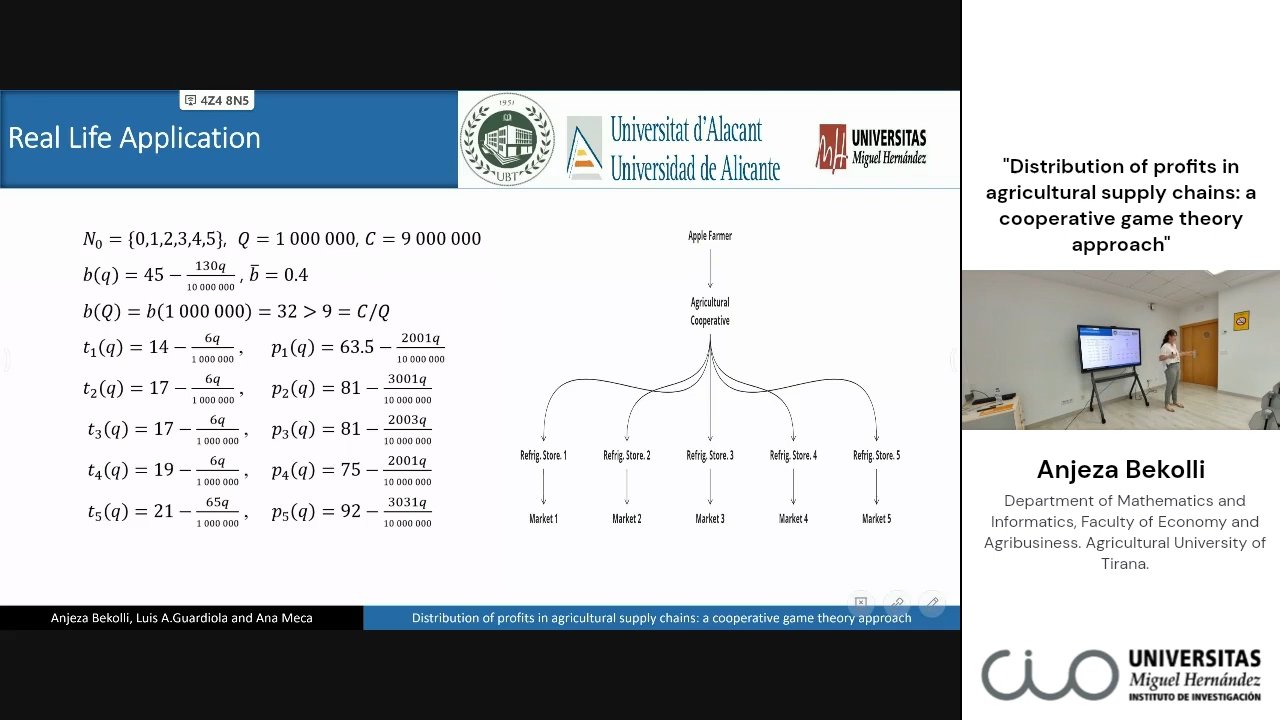 4Z4 8N5
Real Life Application
1951
UBT
Universitat d'Alacant
Universidad de Alicante
UNIVERSITAS
Miguel Hernández
N₀ = {0,1,2,3,4,5}, Q = 1 000 000, C = 9 000 000
b(q) = 45 − 130q/10 000 000, b̄ = 0.4
b(Q) = b(1 000 000) = 32 > 9 = C/Q
t₁(q) = 14 − 6q/1 000 000, p₁(q) = 63.5 − 2001q/10 000 000
t₂(q) = 17 − 6q/1 000 000, p₂(q) = 81 − 3001q/10 000 000
t₃(q) = 17 − 6q/1 000 000, p₃(q) = 81 − 2003q/10 000 000
t₄(q) = 19 − 6q/1 000 000, p₄(q) = 75 − 2001q/10 000 000
t₅(q) = 21 − 65q/1 000 000, p₅(q) = 92 − 3031q/10 000 000
Apple Farmer
Agricultural
Cooperative
Refrig. Store. 1 Refrig. Store. 2 Refrig. Store. 3 Refrig. Store. 4 Refrig. Store. 5
Market 1 Market 2 Market 3 Market 4 Market 5
Anjeza Bekolli, Luis A.Guardiola and Ana Meca
Distribution of profits in agricultural supply chains: a cooperative game theory approach
"Distribution of profits in
agricultural supply chains: a
cooperative game theory
approach"
Anjeza Bekolli
Department of Mathematics and
Informatics, Faculty of Economy and
Agribusiness. Agricultural University of
Tirana.
CIO
UNIVERSITAS
Miguel Hernández
INSTITUTO DE INVESTIGACIÓN